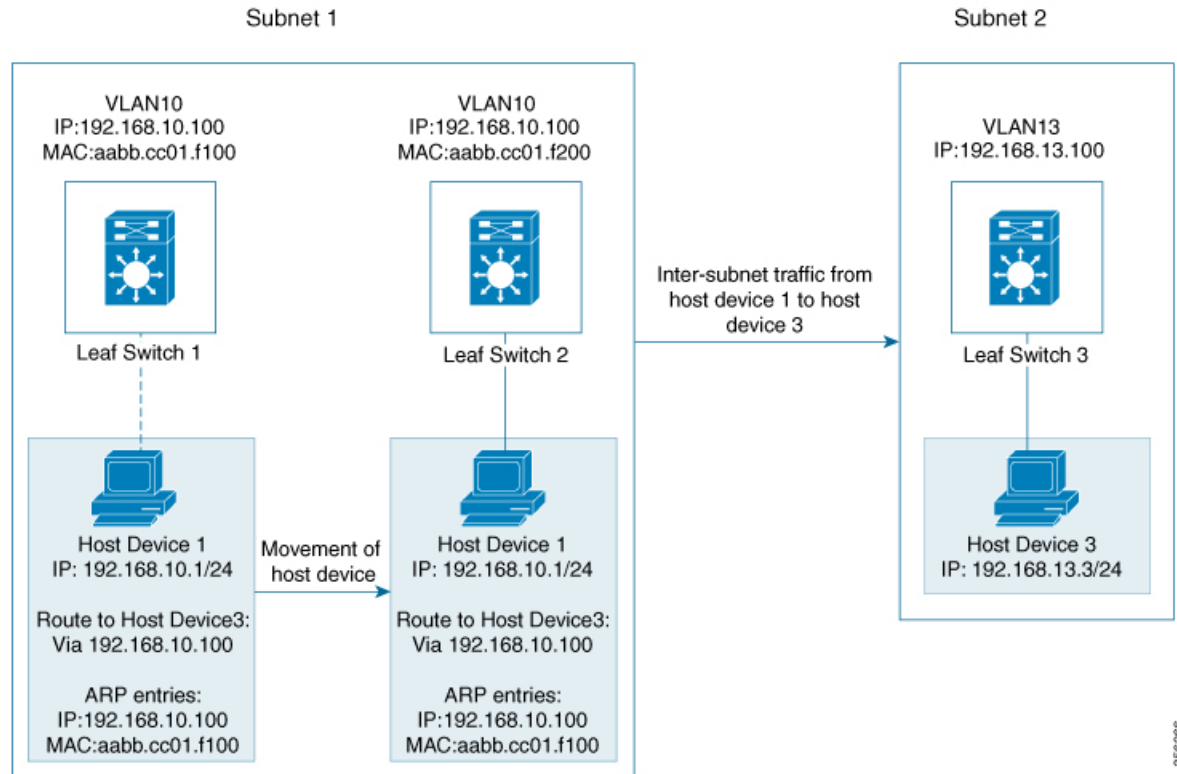 Subnet 1
Subnet 2
VLAN10
IP:192.168.10.100
MAC:aabb.cc01.f100
VLAN10
IP:192.168.10.100
MAC:aabb.cc01.f200
VLAN13
IP:192.168.13.100
Leaf Switch 1
Leaf Switch 2
Leaf Switch 3
Inter-subnet traffic from
host device 1 to host
device 3
Host Device 1
IP: 192.168.10.1/24
Route to Host Device3:
Via 192.168.10.100
ARP entries:
IP:192.168.10.100
MAC:aabb.cc01.f100
Movement of
host device
Host Device 1
IP: 192.168.10.1/24
Route to Host Device3:
Via 192.168.10.100
ARP entries:
IP:192.168.10.100
MAC:aabb.cc01.f100
Host Device 3
IP: 192.168.13.3/24